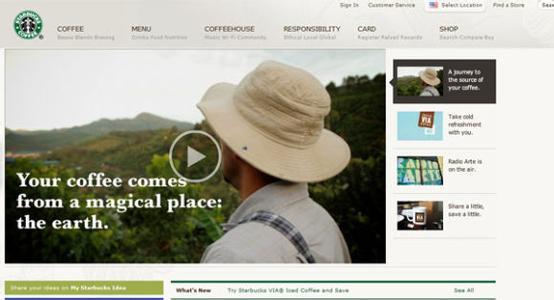 Sign In Customer Service Select Location Find a Store Sea
STARBUCKS
COFFEE
COFFEE MENU COFFEEHOUSE RESPONSIBILITY CARD SHOP
Basics Blends Brewing Drinks Food Nutrition Music Wi-Fi Community Ethical Local Global Register Reload Rewards Search Compare Buy
Your coffee comes
from a magical place:
the earth.
A journey to
the source of
your coffee.
Take cold
refreshment
with you.
Radio Arte is
on the air.
Share a little,
save a little.
Share your ideas on My Starbucks Idea
What's New Try Starbucks VIA® Iced Coffee and Save See All